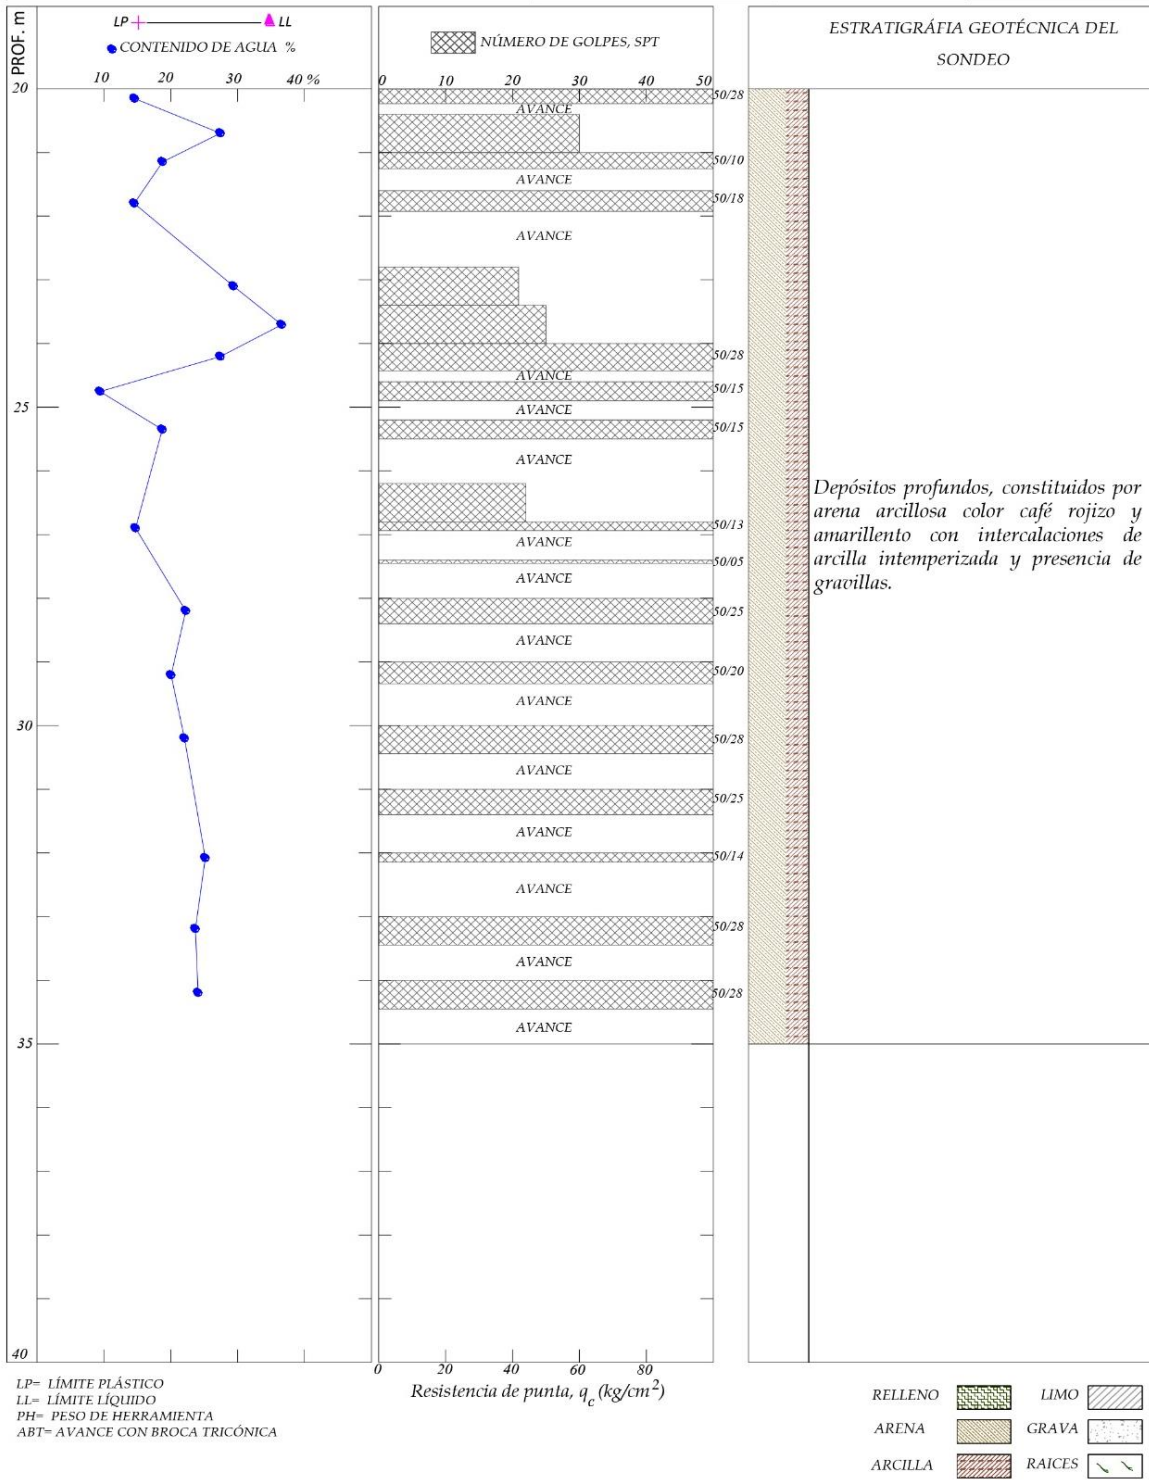 PROF. m
LP LL
CONTENIDO DE AGUA %
10 20 30 40 %
NÚMERO DE GOLPES, SPT
0 10 20 30 40 50
ESTRATIGRÁFIA GEOTÉCNICA DEL
SONDEO
20
50/28
AVANCE
50/10
AVANCE
50/18
AVANCE
50/28
AVANCE
50/15
25
AVANCE
50/15
AVANCE
50/13
AVANCE
50/05
AVANCE
50/25
AVANCE
50/20
AVANCE
30
50/28
AVANCE
50/25
AVANCE
50/14
AVANCE
50/28
AVANCE
50/28
AVANCE
35
40
Depósitos profundos, constituidos por
arena arcillosa color café rojizo y
amarillento con intercalaciones de
arcilla intemperizada y presencia de
gravillas.
0 20 40 60 80
Resistencia de punta, qc (kg/cm²)
LP= LÍMITE PLÁSTICO
LL= LÍMITE LÍQUIDO
PH= PESO DE HERRAMIENTA
ABT= AVANCE CON BROCA TRICÓNICA
RELLENO LIMO
ARENA GRAVA
ARCILLA RAICES